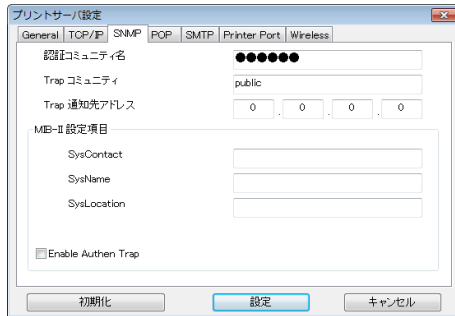 プリントサーバ設定
General TCP/IP SNMP POP SMTP Printer Port Wireless
認証コミュニティ名 ●●●●●●
Trap コミュニティ public
Trap 通知先アドレス 0 . 0 . 0 . 0
MIB-II 設定項目
SysContact
SysName
SysLocation
Enable Authen Trap
初期化 設定 キャンセル